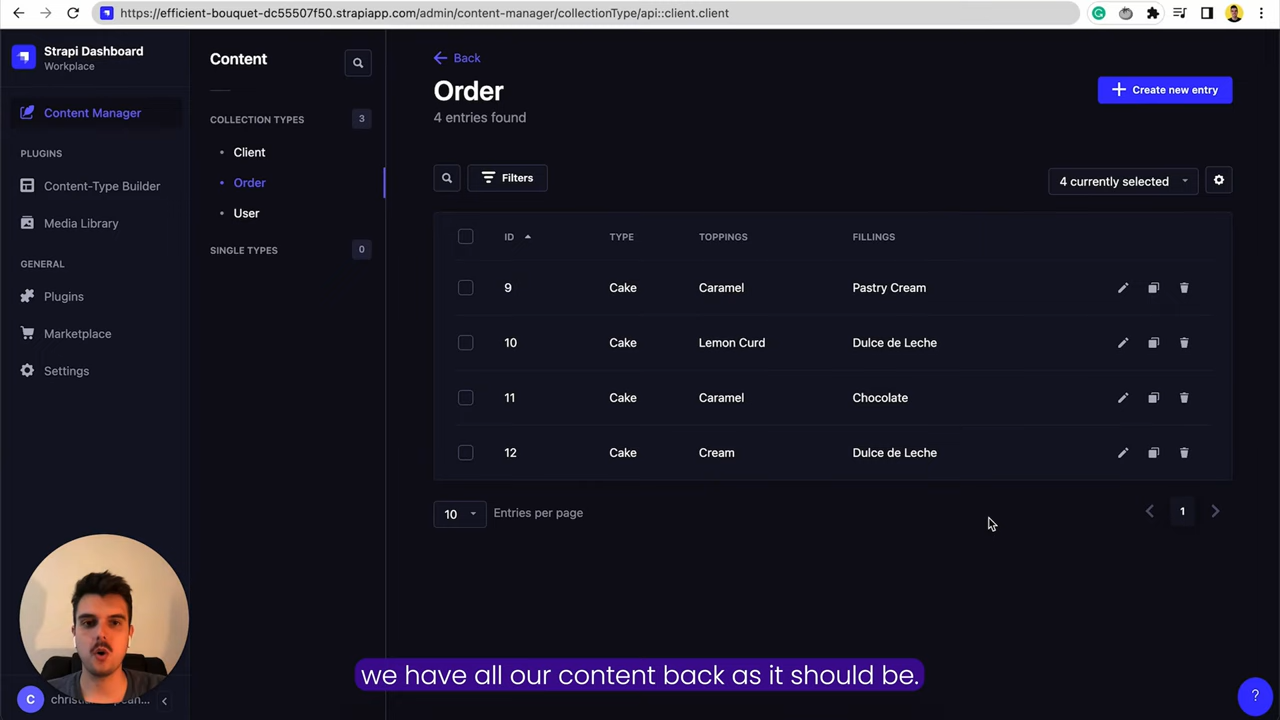 https://efficient-bouquet-dc55507f50.strapiapp.com/admin/content-manager/collectionType/api::client.client
Strapi Dashboard
Workplace
Content Manager
PLUGINS
Content-Type Builder
Media Library
GENERAL
Plugins
Marketplace
Settings
Content
COLLECTION TYPES 3
Client
Order
User
SINGLE TYPES 0
Back
Order
4 entries found
Create new entry
Filters
4 currently selected
ID TYPE TOPPINGS FILLINGS
9 Cake Caramel Pastry Cream
10 Cake Lemon Curd Dulce de Leche
11 Cake Caramel Chocolate
12 Cake Cream Dulce de Leche
10 Entries per page
1
we have all our content back as it should be.
C
?